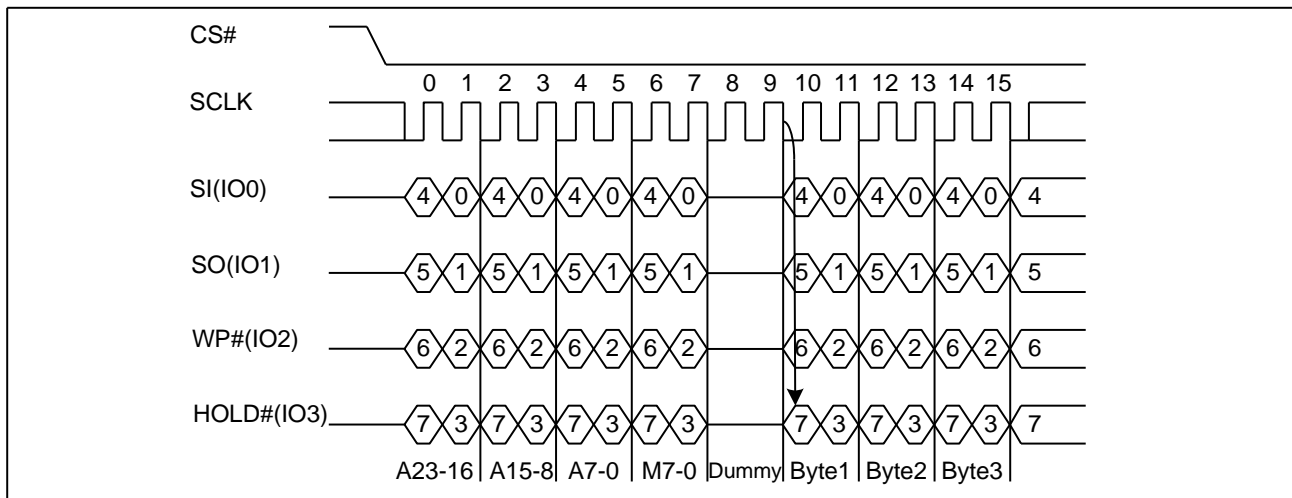 CS#
0 1 2 3 4 5 6 7 8 9 10 11 12 13 14 15
SCLK
SI(IO0) 4 0 4 0 4 0 4 0 4 0 4 0 4 0 4
SO(IO1) 5 1 5 1 5 1 5 1 5 1 5 1 5 1 5
WP#(IO2) 6 2 6 2 6 2 6 2 6 2 6 2 6 2 6
HOLD#(IO3) 7 3 7 3 7 3 7 3 7 3 7 3 7 3 7
A23-16 A15-8 A7-0 M7-0 Dummy Byte1 Byte2 Byte3